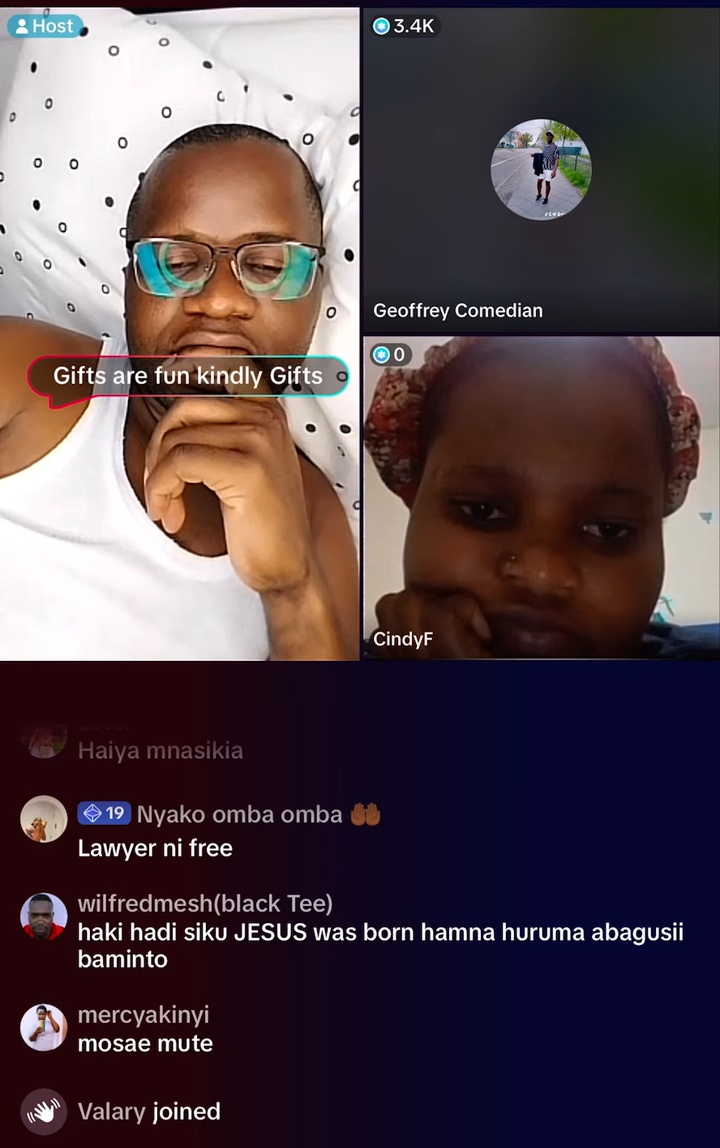 Host
3.4K
Gifts are fun kindly Gifts
Geoffrey Comedian
0
CindyF
Haiya mnasikia
19 Nyako omba omba 🤲🏾
Lawyer ni free
wilfredmesh(black Tee)
haki hadi siku JESUS was born hamna huruma abagusii
baminto
mercyakinyi
mosae mute
Valary joined